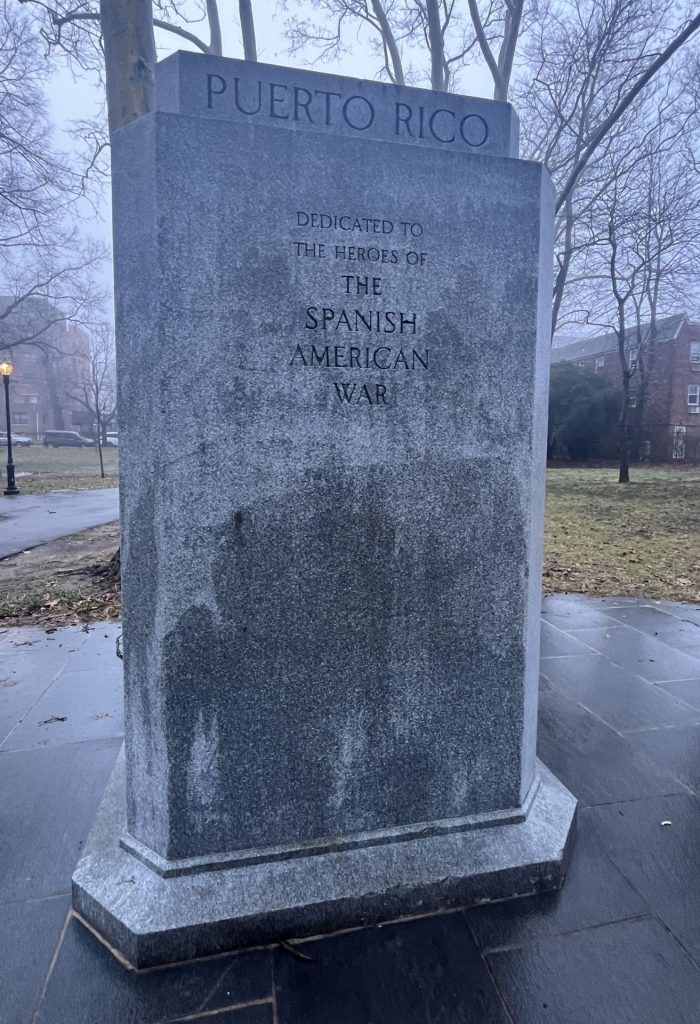 PUERTO RICO
DEDICATED TO
THE HEROES OF
THE
SPANISH
AMERICAN
WAR